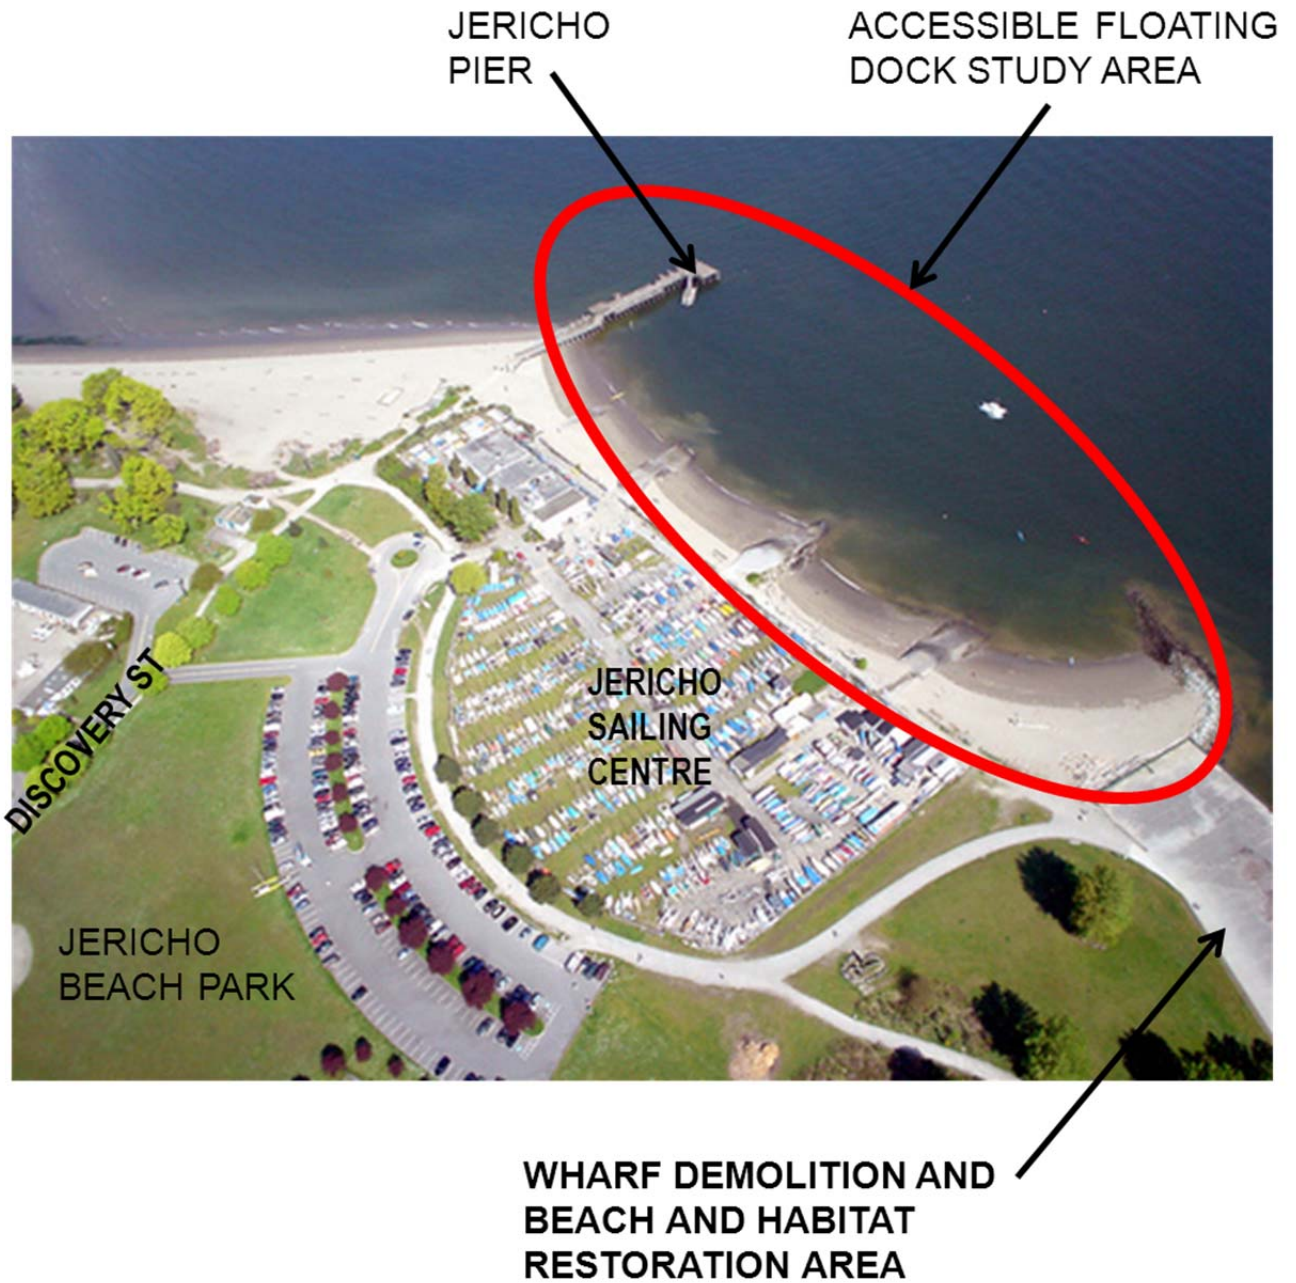 JERICHO
PIER
ACCESSIBLE FLOATING
DOCK STUDY AREA
JERICHO
SAILING
CENTRE
DISCOVERY ST
JERICHO
BEACH PARK
WHARF DEMOLITION AND
BEACH AND HABITAT
RESTORATION AREA